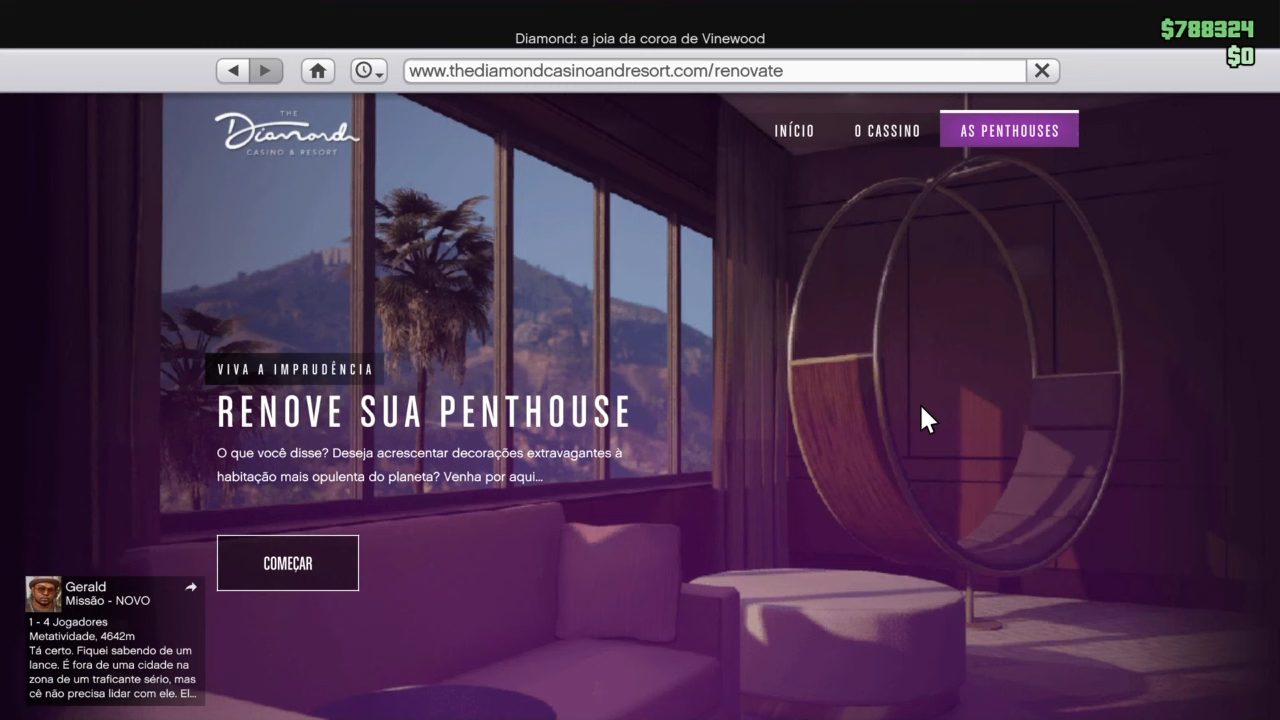 Diamond: a joia da coroa de Vinewood
$788324
$0
www.thediamondcasinoandresort.com/renovate
THE
Diamond
CASINO & RESORT
INÍCIO
O CASSINO
AS PENTHOUSES
VIVA A IMPRUDÊNCIA
RENOVE SUA PENTHOUSE
O que você disse? Deseja acrescentar decorações extravagantes à
habitação mais opulenta do planeta? Venha por aqui...
COMEÇAR
Gerald
Missão - NOVO
1 - 4 Jogadores
Metatividade, 4642m
Tá certo. Fiquei sabendo de um
lance. É fora de uma cidade na
zona de um traficante sério, mas
cê não precisa lidar com ele. El...